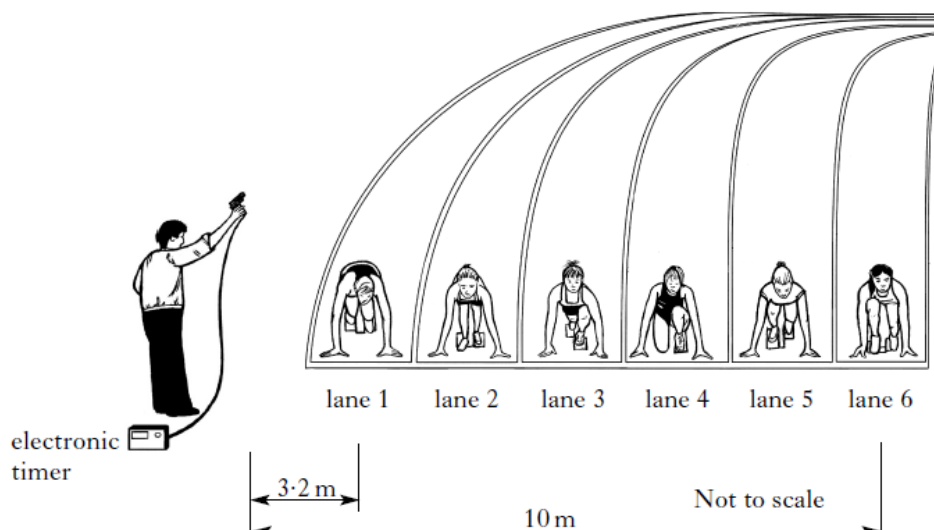 lane 1 lane 2 lane 3 lane 4 lane 5 lane 6
electronic
timer
3·2 m
Not to scale
10 m